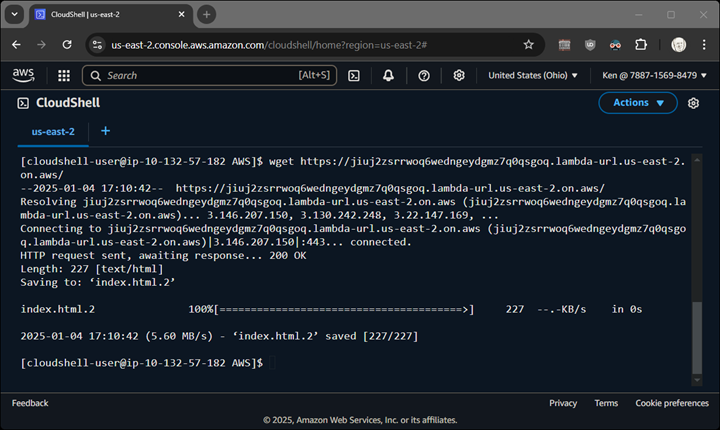 CloudShell | us-east-2
us-east-2.console.aws.amazon.com/cloudshell/home?region=us-east-2#
aws
Search [Alt+S]
United States (Ohio)
Ken @ 7887-1569-8479
CloudShell
Actions
us-east-2
+
[cloudshell-user@ip-10-132-57-182 AWS]$ wget https://jiuj2zsrrwoq6wedngeydgmz7q0qsgoq.lambda-url.us-east-2.
on.aws/
--2025-01-04 17:10:42--  https://jiuj2zsrrwoq6wedngeydgmz7q0qsgoq.lambda-url.us-east-2.on.aws/
Resolving jiuj2zsrrwoq6wedngeydgmz7q0qsgoq.lambda-url.us-east-2.on.aws (jiuj2zsrrwoq6wedngeydgmz7q0qsgoq.la
mbda-url.us-east-2.on.aws)... 3.146.207.150, 3.130.242.248, 3.22.147.169, ...
Connecting to jiuj2zsrrwoq6wedngeydgmz7q0qsgoq.lambda-url.us-east-2.on.aws (jiuj2zsrrwoq6wedngeydgmz7q0qsgo
q.lambda-url.us-east-2.on.aws)|3.146.207.150|:443... connected.
HTTP request sent, awaiting response... 200 OK
Length: 227 [text/html]
Saving to: ‘index.html.2’
index.html.2 100%[======================================>] 227 --.-KB/s in 0s
2025-01-04 17:10:42 (5.60 MB/s) - ‘index.html.2’ saved [227/227]
[cloudshell-user@ip-10-132-57-182 AWS]$
Feedback
Privacy Terms Cookie preferences
© 2025, Amazon Web Services, Inc. or its affiliates.